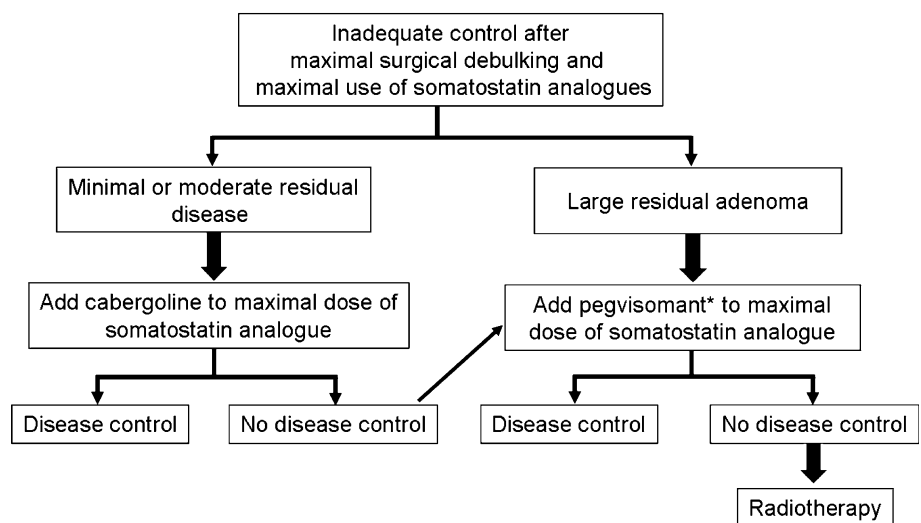 Inadequate control after
maximal surgical debulking and
maximal use of somatostatin analogues
Minimal or moderate residual
disease
Large residual adenoma
Add cabergoline to maximal dose of
somatostatin analogue
Add pegvisomant* to maximal
dose of somatostatin analogue
Disease control
No disease control
Disease control
No disease control
Radiotherapy